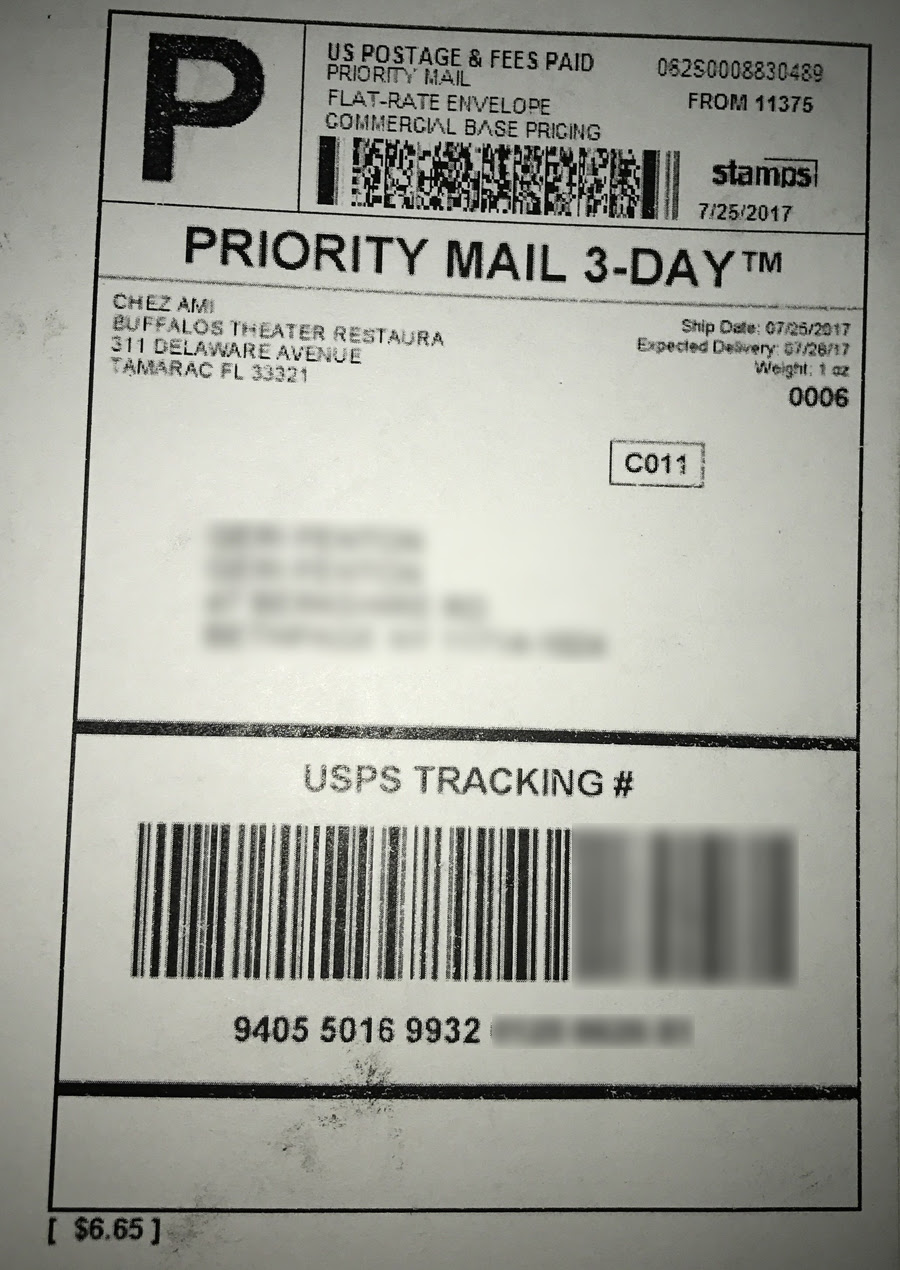 P
US POSTAGE & FEES PAID
PRIORITY MAIL
FLAT-RATE ENVELOPE
COMMERCIAL BASE PRICING
062S0008830489
FROM 11375
stamps
7/25/2017
PRIORITY MAIL 3-DAY™
CHEZ AMI
BUFFALOS THEATER RESTAURA
311 DELAWARE AVENUE
TAMARAC FL 33321
Ship Date: 07/25/2017
Expected Delivery: 07/28/17
Weight: 1 oz
0006
C011
USPS TRACKING #
9405 5016 9932
[ $6.65 ]